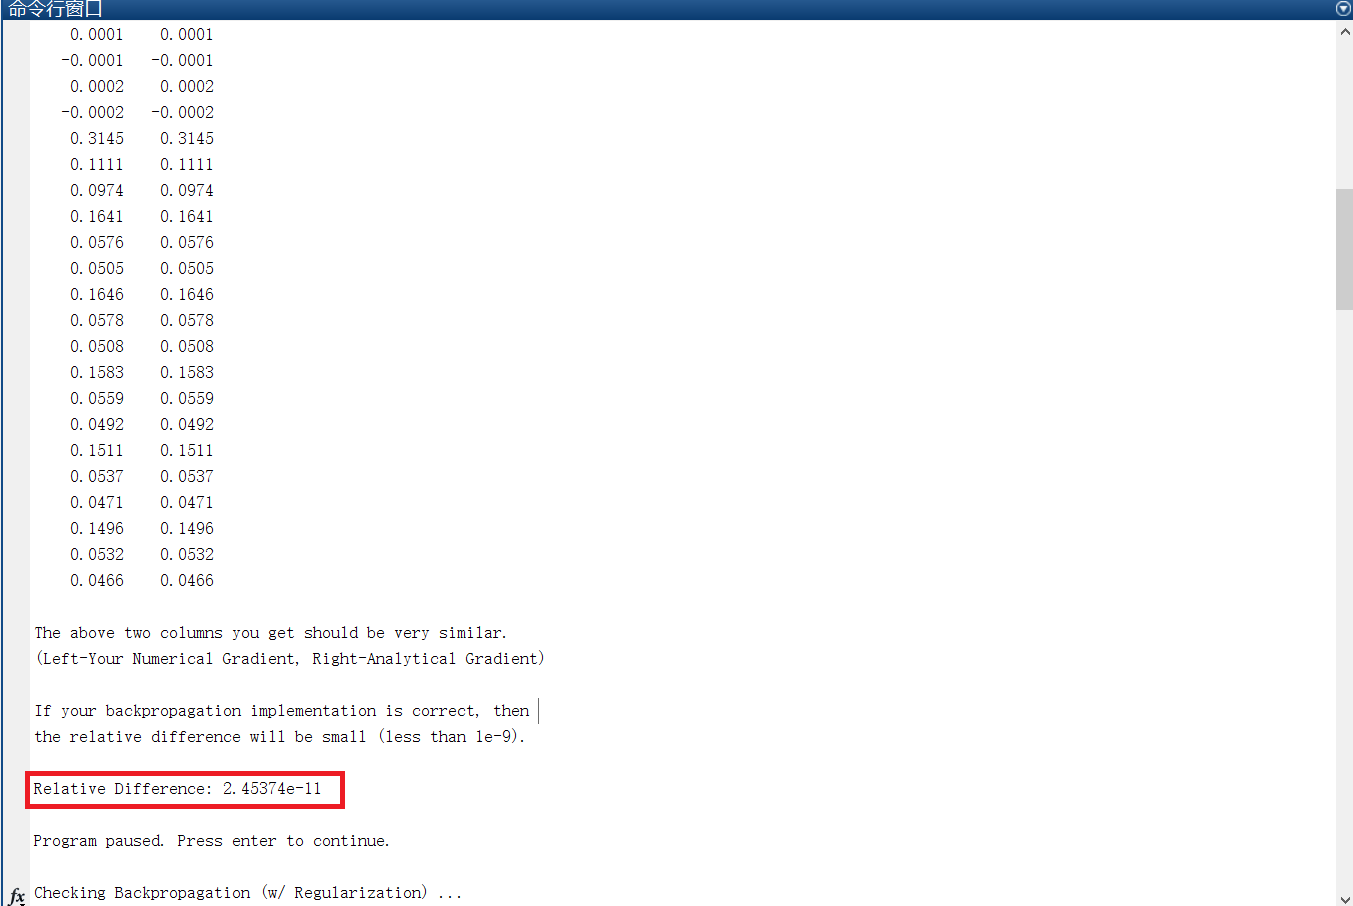 命令行窗口
0.0001 0.0001
-0.0001 -0.0001
0.0002 0.0002
-0.0002 -0.0002
0.3145 0.3145
0.1111 0.1111
0.0974 0.0974
0.1641 0.1641
0.0576 0.0576
0.0505 0.0505
0.1646 0.1646
0.0578 0.0578
0.0508 0.0508
0.1583 0.1583
0.0559 0.0559
0.0492 0.0492
0.1511 0.1511
0.0537 0.0537
0.0471 0.0471
0.1496 0.1496
0.0532 0.0532
0.0466 0.0466
The above two columns you get should be very similar.
(Left-Your Numerical Gradient, Right-Analytical Gradient)
If your backpropagation implementation is correct, then
the relative difference will be small (less than 1e-9).
Relative Difference: 2.45374e-11
Program paused. Press enter to continue.
fx Checking Backpropagation (w/ Regularization) ...